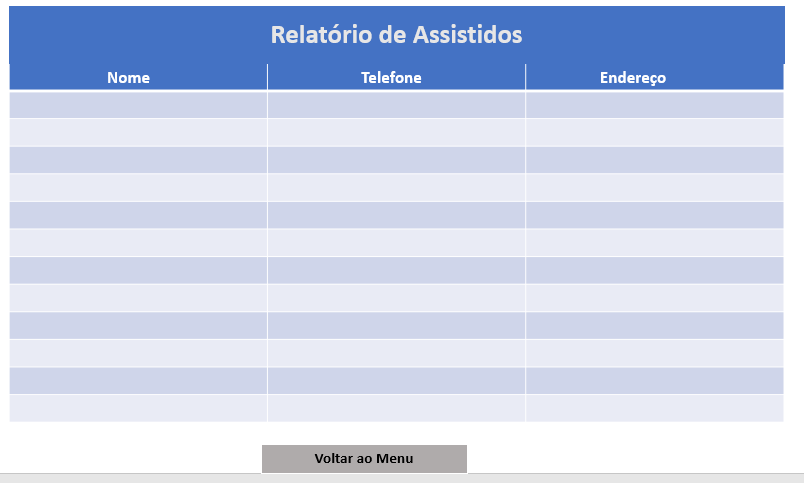 Relatório de Assistidos
Nome Telefone Endereço
Voltar ao Menu